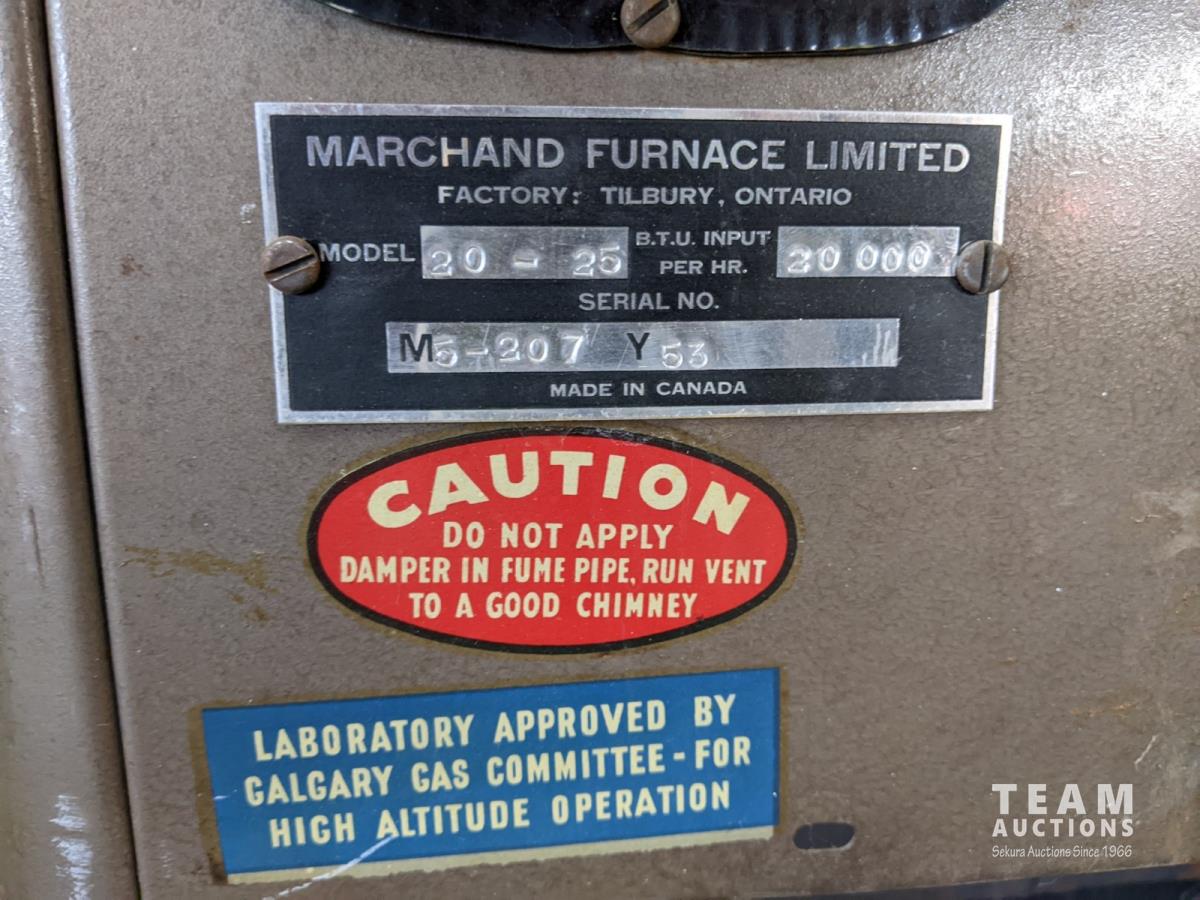 MARCHAND FURNACE LIMITED
FACTORY: TILBURY, ONTARIO
MODEL 20 - 25 B.T.U. INPUT PER HR. 20 000
SERIAL NO.
M5-207 Y 53
MADE IN CANADA
CAUTION
DO NOT APPLY
DAMPER IN FUME PIPE, RUN VENT
TO A GOOD CHIMNEY
LABORATORY APPROVED BY
CALGARY GAS COMMITTEE - FOR
HIGH ALTITUDE OPERATION
TEAM
AUCTIONS
Sekura Auctions Since 1966